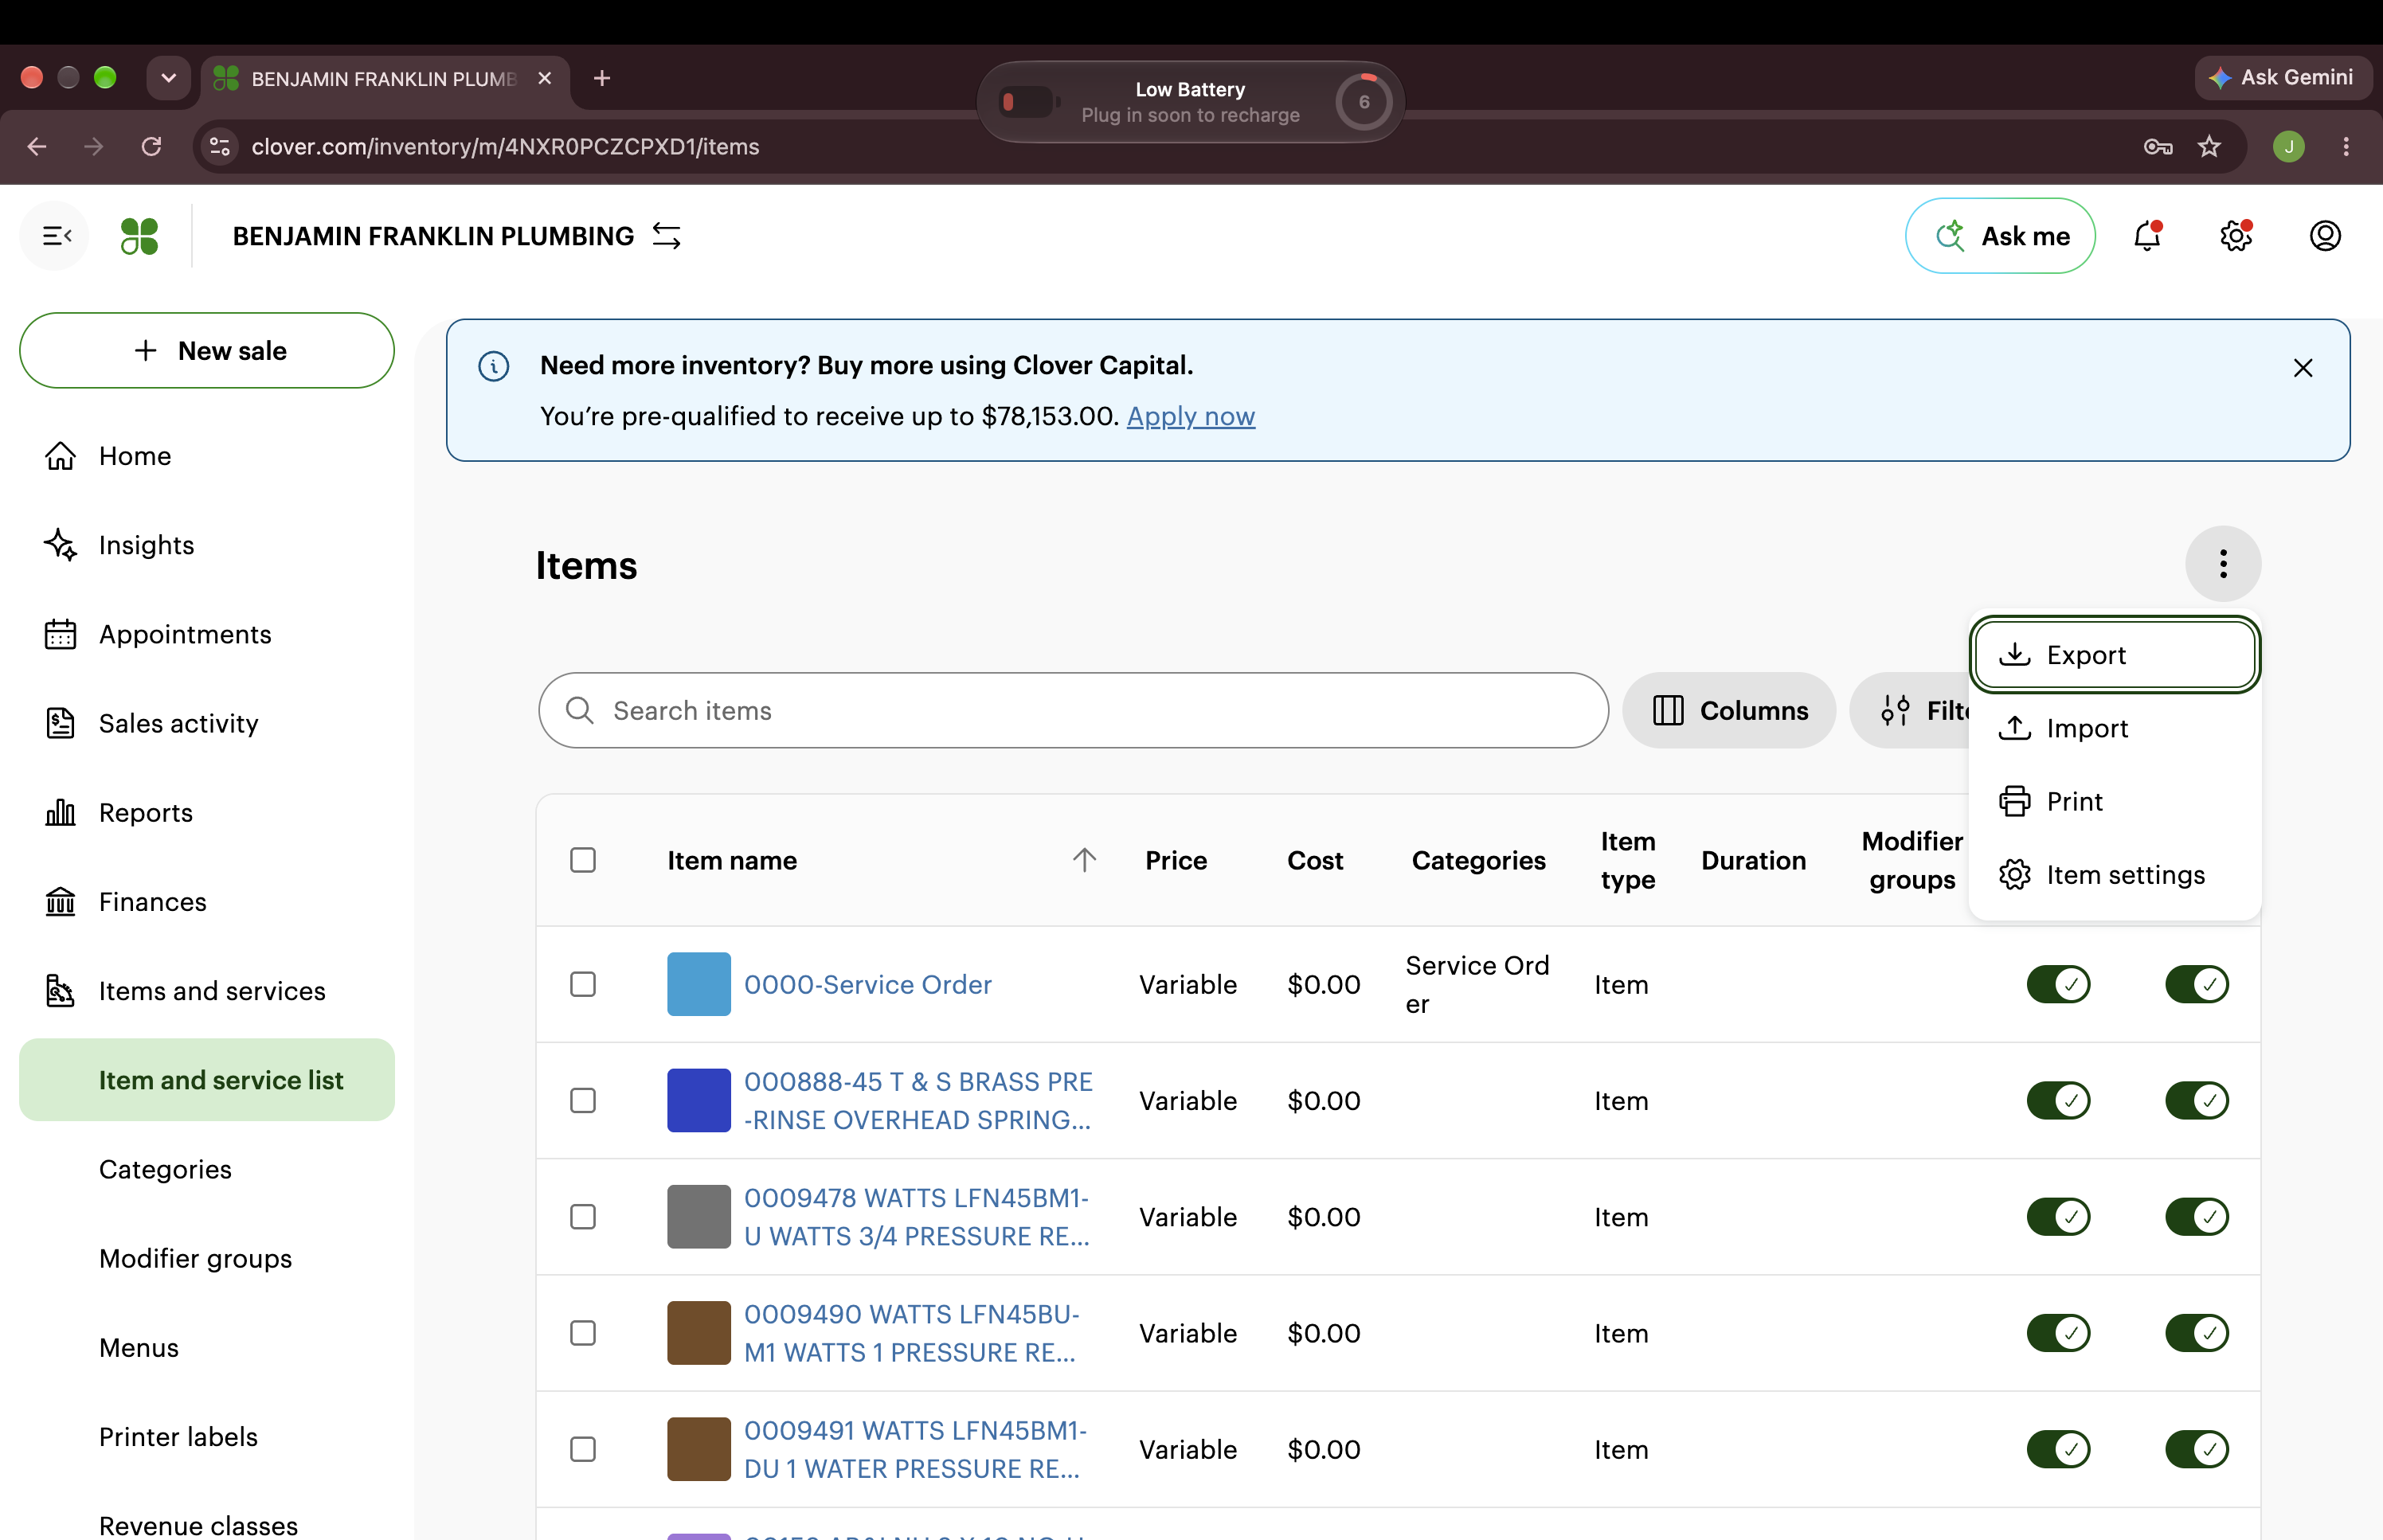 BENJAMIN FRANKLIN PLUMB
Low Battery
Plug in soon to recharge
6
Ask Gemini
clover.com/inventory/m/4NXR0PCZCPXD1/items
J
BENJAMIN FRANKLIN PLUMBING
Ask me
New sale
Home
Insights
Appointments
Sales activity
Reports
Finances
Items and services
Item and service list
Categories
Modifier groups
Menus
Printer labels
Revenue classes
Need more inventory? Buy more using Clover Capital.
You’re pre-qualified to receive up to $78,153.00. Apply now
Items
Search items
Columns
Export
Import
Print
Item settings
Item name
Price
Cost
Categories
Item
type
Duration
Modifier
groups
0000-Service Order
Variable
$0.00
Service Ord
er
Item
000888-45 T & S BRASS PRE
-RINSE OVERHEAD SPRING...
Variable
$0.00
Item
0009478 WATTS LFN45BM1-
U WATTS 3/4 PRESSURE RE...
Variable
$0.00
Item
0009490 WATTS LFN45BU-
M1 WATTS 1 PRESSURE RE...
Variable
$0.00
Item
0009491 WATTS LFN45BM1-
DU 1 WATER PRESSURE RE...
Variable
$0.00
Item